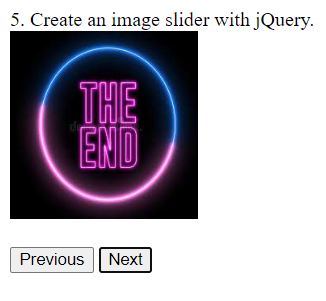 5. Create an image slider with jQuery.
THE
END
Previous Next